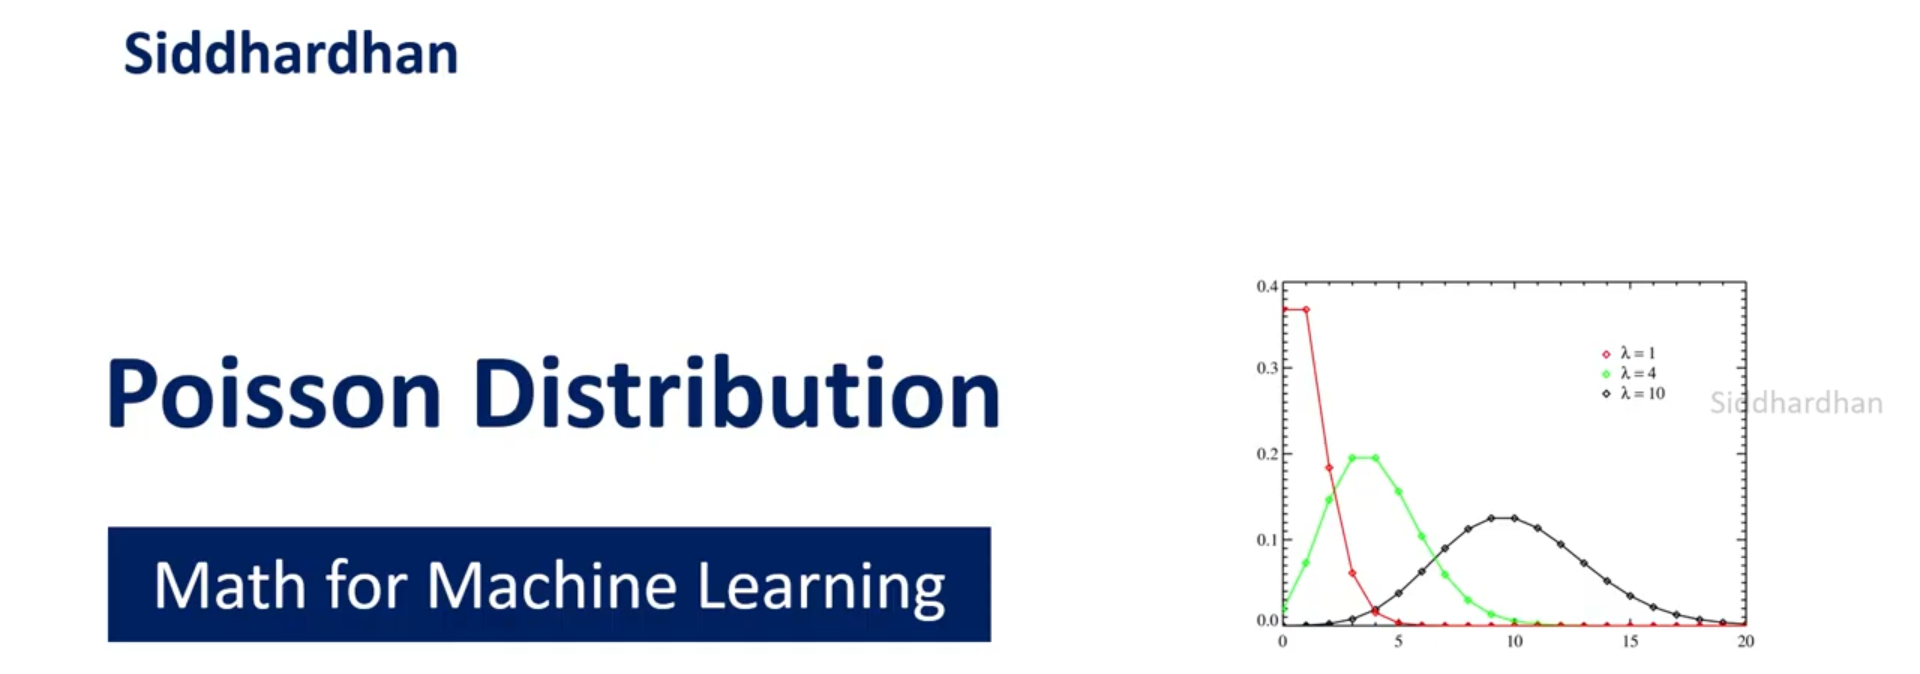 Siddhardhan
Poisson Distribution
Math for Machine Learning
0.4
0.3
0.2
0.1
0.0
0 5 10 15 20
λ = 1
λ = 4
λ = 10
Siddhardhan